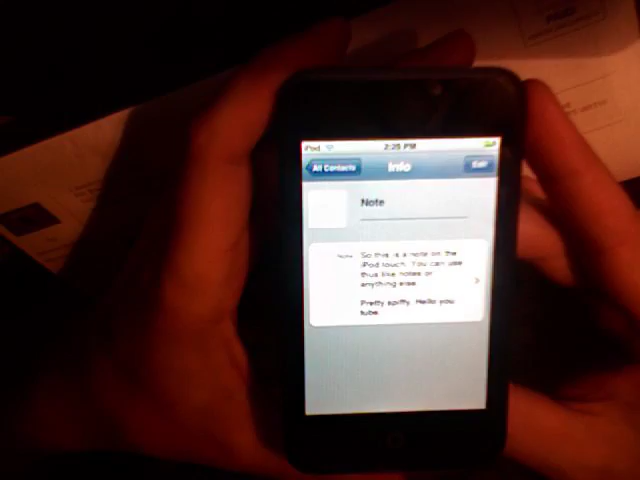 iPod 2:25 PM
All Contacts Info Edit
Note
Note So this is a note on the
iPod touch. You can use
thus like notes or
anything else.
Pretty spiffy. Hello you
tube.